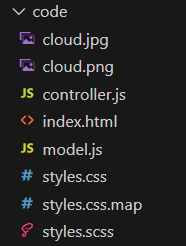 code
cloud.jpg
cloud.png
JS controller.js
<> index.html
JS model.js
# styles.css
# styles.css.map
styles.scss